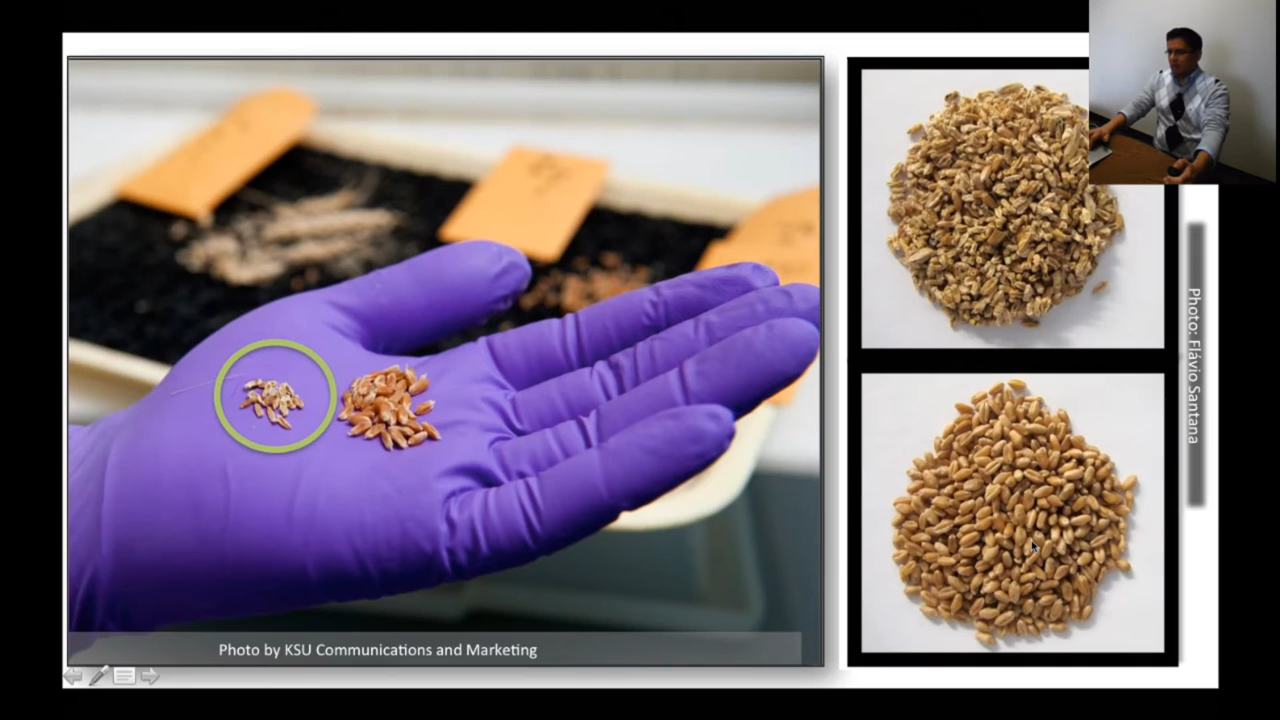 Photo by KSU Communications and Marketing
Photo: Flávio Santana